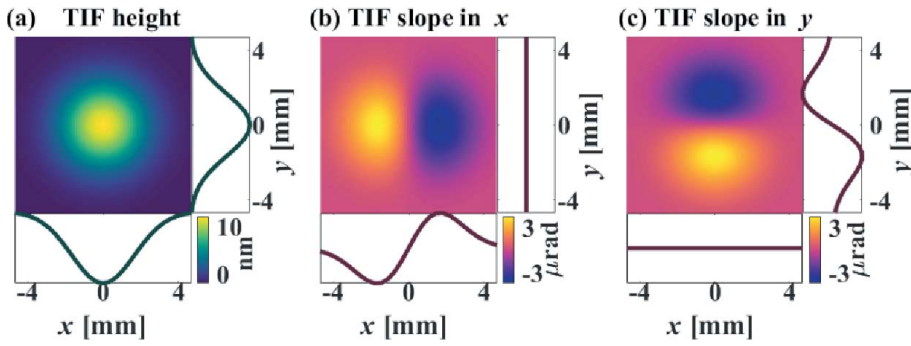 (a) TIF height
4
0
-4
y [mm]
10
0
nm
-4 0 4
x [mm]
(b) TIF slope in x
4
0
-4
y [mm]
3
-3
μrad
-4 0 4
x [mm]
(c) TIF slope in y
4
0
-4
y [mm]
3
-3
μrad
-4 0 4
x [mm]